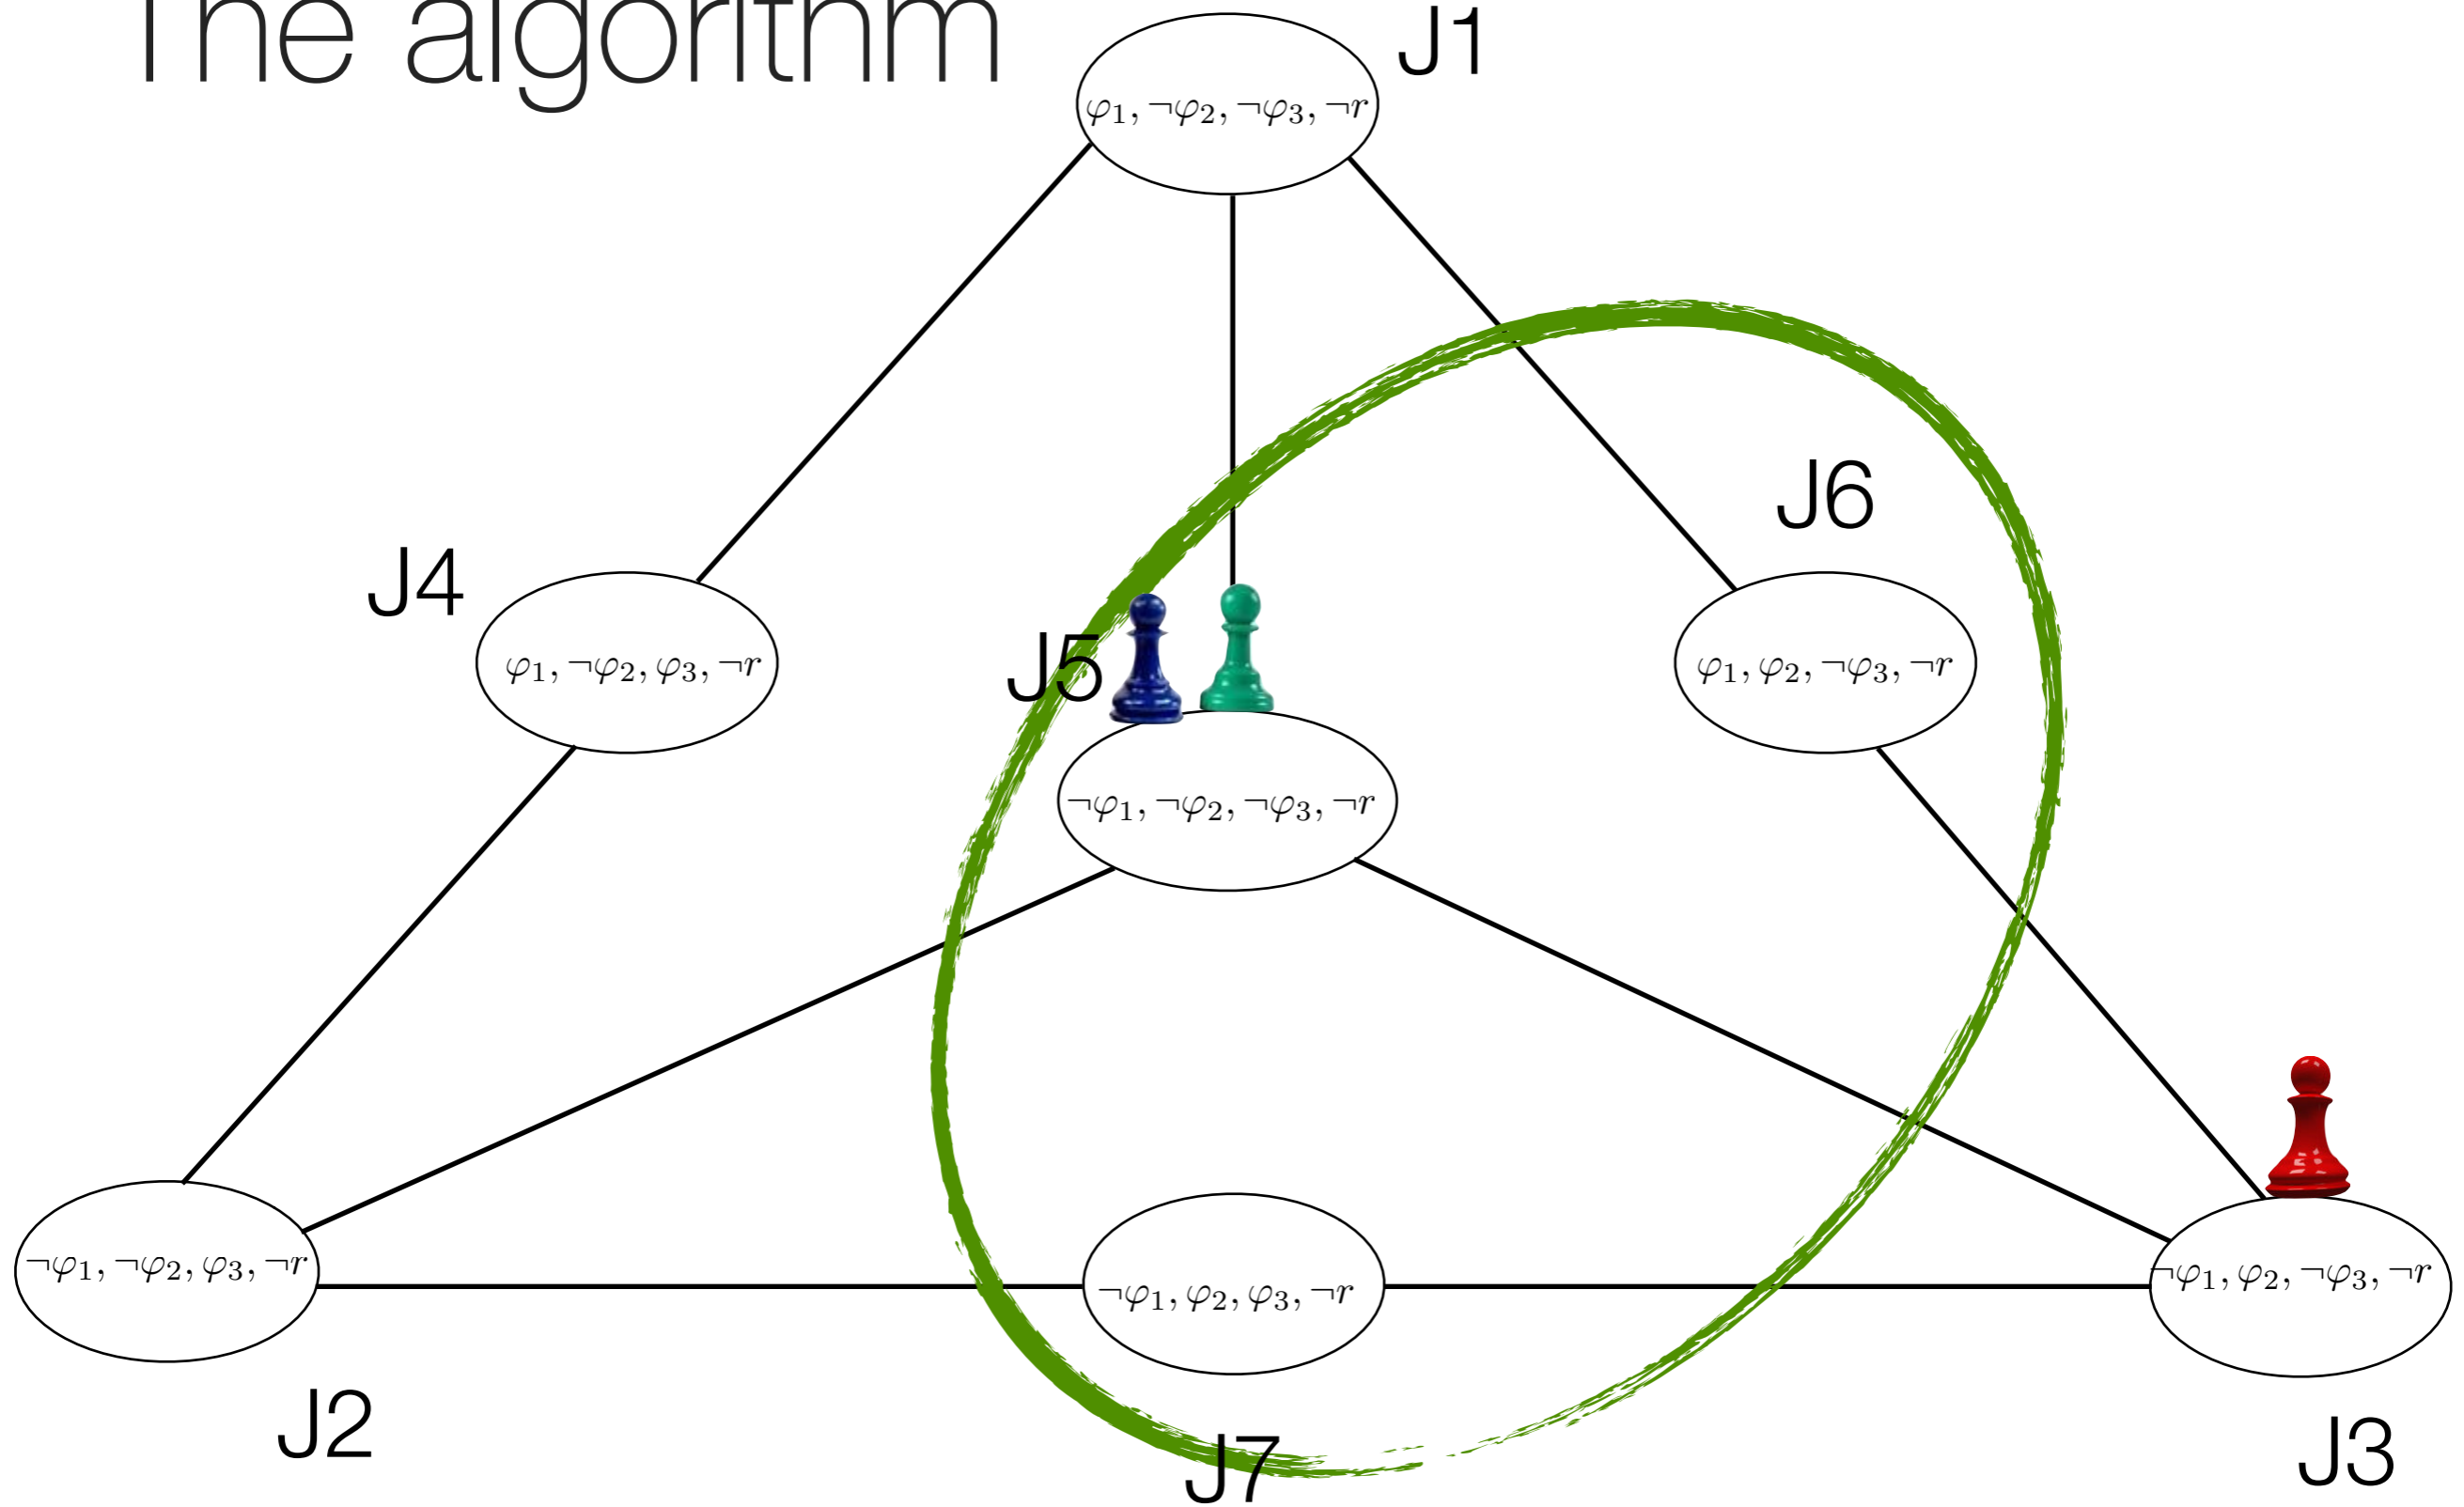 The algorithm
J1
φ₁, ¬φ₂, ¬φ₃, ¬r
J6
J4
φ₁, ¬φ₂, φ₃, ¬r
J5
φ₁, φ₂, ¬φ₃, ¬r
¬φ₁, ¬φ₂, ¬φ₃, ¬r
¬φ₁, ¬φ₂, φ₃, ¬r
¬φ₁, φ₂, φ₃, ¬r
¬φ₁, φ₂, ¬φ₃, ¬r
J2
J7
J3